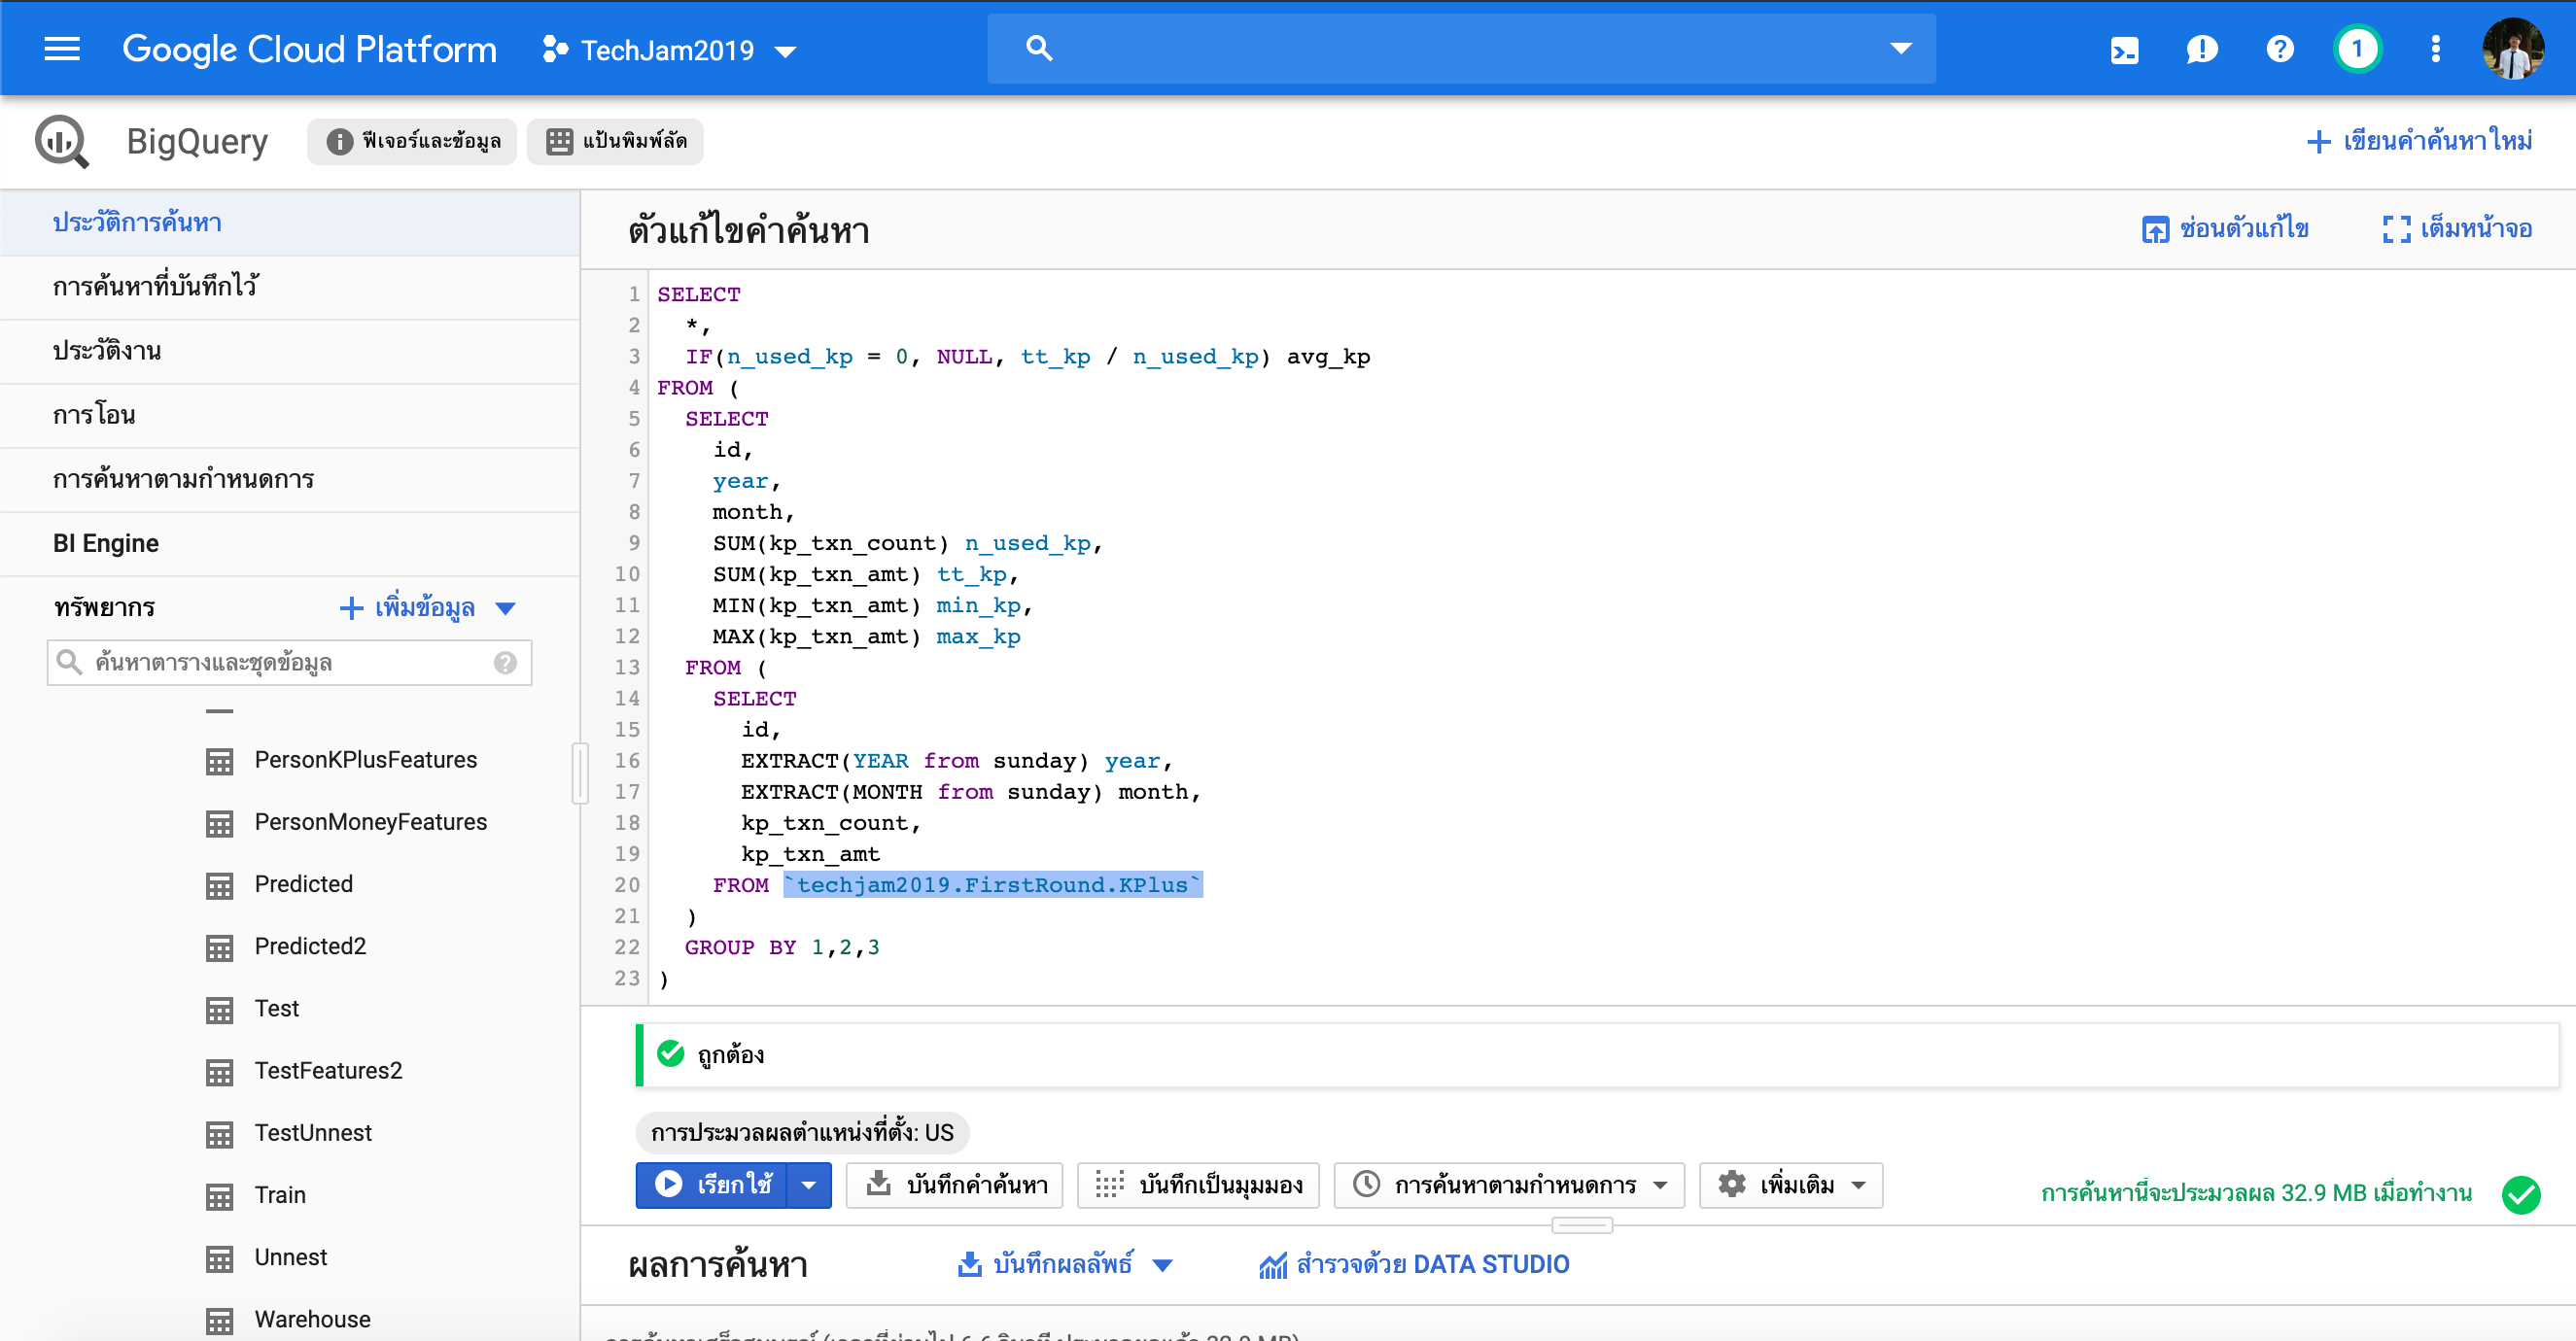 Google Cloud Platform
TechJam2019
1
BigQuery
ฟีเจอร์และข้อมูล
แป้นพิมพ์ลัด
เขียนคำค้นหาใหม่
ประวัติการค้นหา
การค้นหาที่บันทึกไว้
ประวัติงาน
การโอน
การค้นหาตามกำหนดการ
BI Engine
ทรัพยากร
เพิ่มข้อมูล
ค้นหาตารางและชุดข้อมูล
PersonKPlusFeatures
PersonMoneyFeatures
Predicted
Predicted2
Test
TestFeatures2
TestUnnest
Train
Unnest
Warehouse
ตัวแก้ไขคำค้นหา
ซ่อนตัวแก้ไข
เต็มหน้าจอ
1 SELECT
2 *,
3 IF(n_used_kp = 0, NULL, tt_kp / n_used_kp) avg_kp
4 FROM (
5 SELECT
6 id,
7 year,
8 month,
9 SUM(kp_txn_count) n_used_kp,
10 SUM(kp_txn_amt) tt_kp,
11 MIN(kp_txn_amt) min_kp,
12 MAX(kp_txn_amt) max_kp
13 FROM (
14 SELECT
15 id,
16 EXTRACT(YEAR from sunday) year,
17 EXTRACT(MONTH from sunday) month,
18 kp_txn_count,
19 kp_txn_amt
20 FROM `techjam2019.FirstRound.KPlus`
21 )
22 GROUP BY 1,2,3
23 )
ถูกต้อง
การประมวลผลตำแหน่งที่ตั้ง: US
เรียกใช้
บันทึกคำค้นหา
บันทึกเป็นมุมมอง
การค้นหาตามกำหนดการ
เพิ่มเติม
การค้นหานี้จะประมวลผล 32.9 MB เมื่อทำงาน
ผลการค้นหา
บันทึกผลลัพธ์
สำรวจด้วย DATA STUDIO